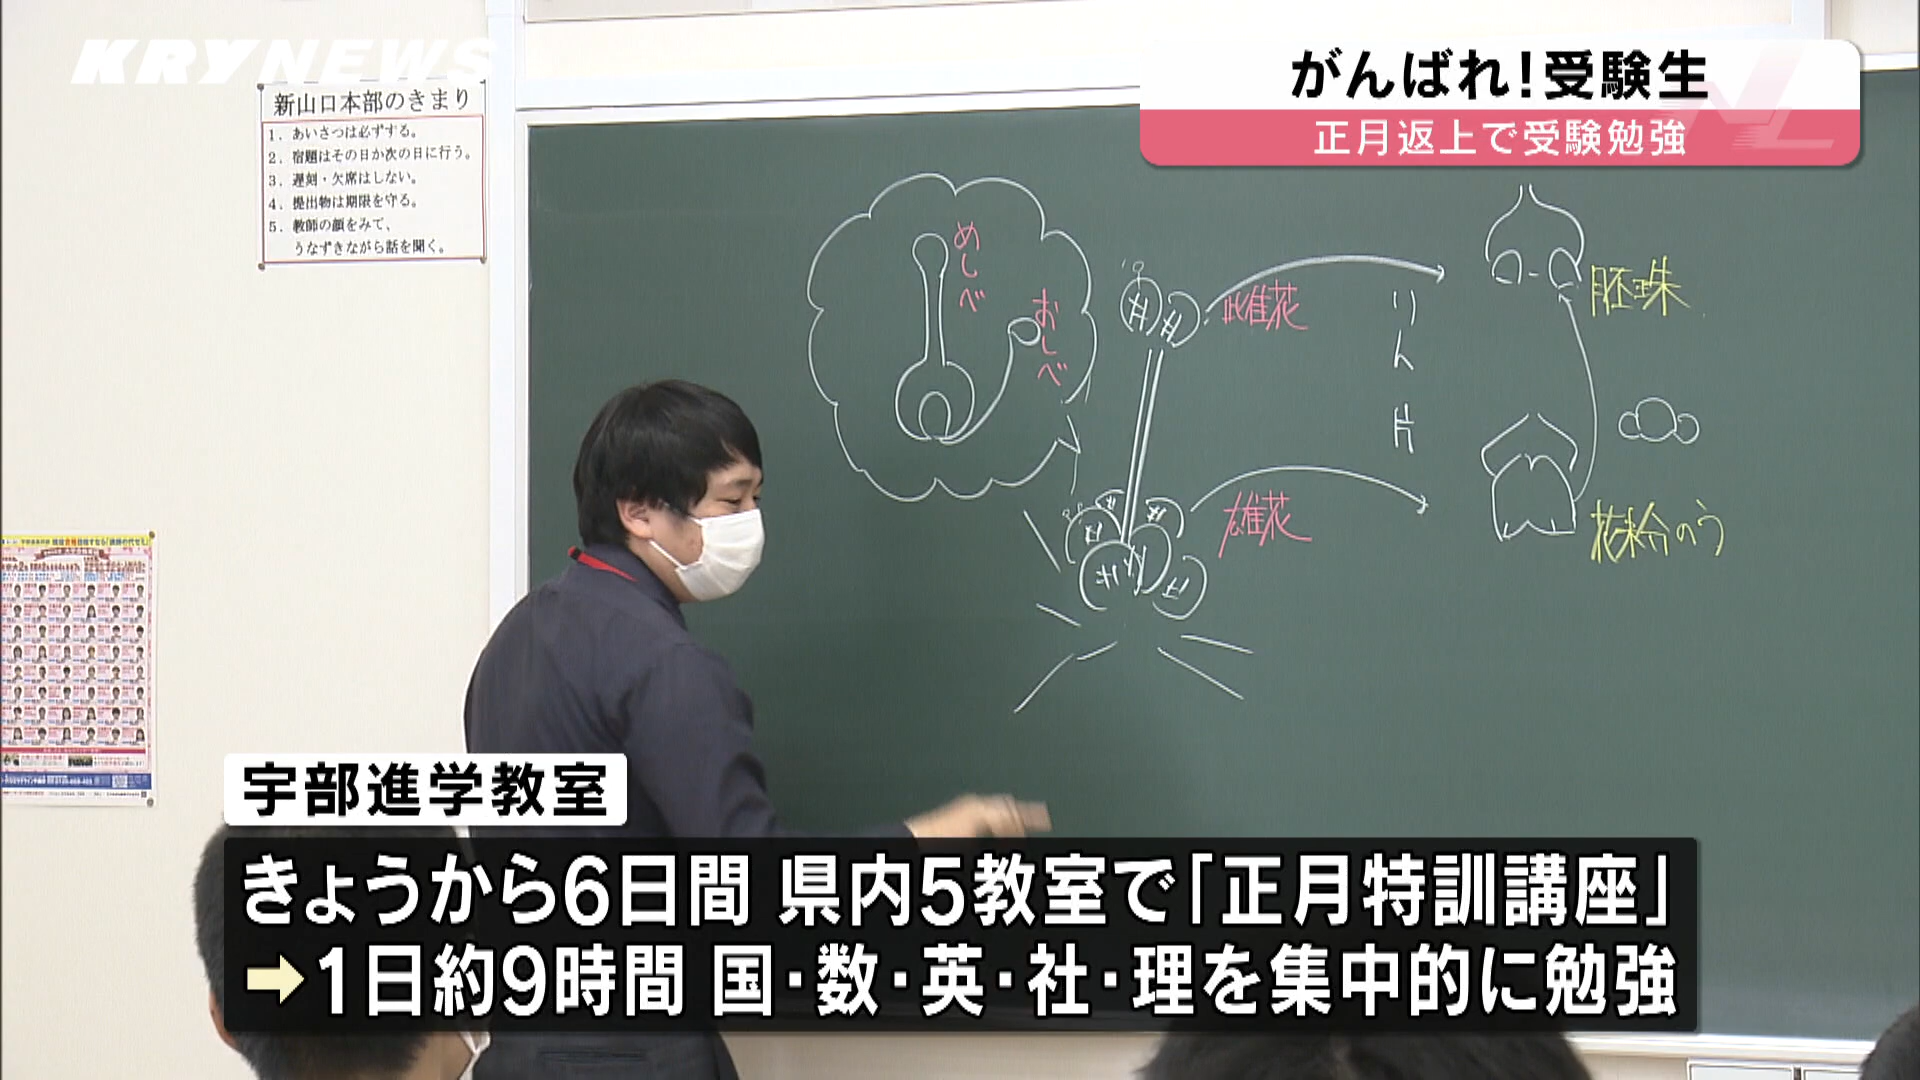 KRY NEWS
がんばれ!受験生
正月返上で受験勉強
新山口本部のきまり
1. あいさつは必ずする。
2. 宿題はその日か次の日に行う。
3. 遅刻・欠席はしない。
4. 提出物は期限を守る。
5. 教師の顔をみて、
うなずきながら話を聞く。
めしべ
おしべ
雌花
りん片
胚珠
雄花
花粉のう
宇部進学教室
きょうから6日間 県内5教室で「正月特訓講座」
➡1日約9時間 国・数・英・社・理を集中的に勉強